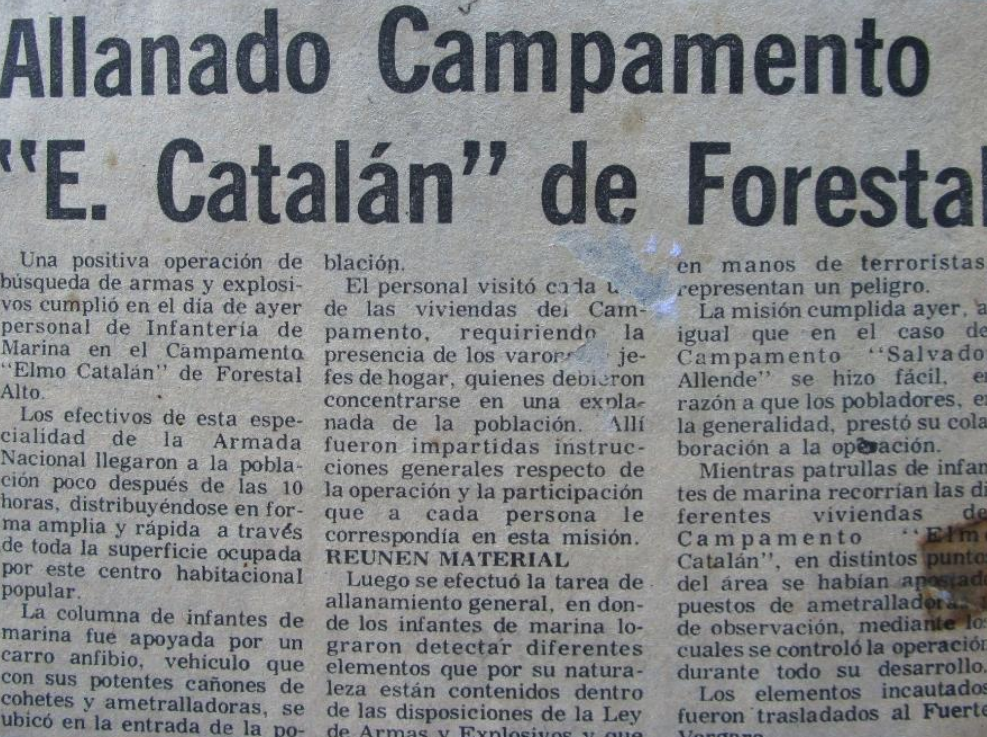 Allanado Campamento
“E. Catalán” de Forestal
Una positiva operación de
búsqueda de armas y explosi-
vos cumplió en el día de ayer
personal de Infantería de
Marina en el Campamento
“Elmo Catalán” de Forestal
Alto.
Los efectivos de esta espe-
cialidad de la Armada
Nacional llegaron a la pobla-
ción poco después de las 10
horas, distribuyéndose en for-
ma amplia y rápida a través
de toda la superficie ocupada
por este centro habitacional
popular.
La columna de infantes de
marina fue apoyada por un
carro anfibio, vehículo que
con sus potentes cañones de
cohetes y ametralladoras, se
ubicó en la entrada de la po-
blación.
El personal visitó cada
de las viviendas del Cam-
pamento, requiriendo la
presencia de los varones je-
fes de hogar, quienes debieron
concentrarse en una expla-
nada de la población. Allí
fueron impartidas instruc-
ciones generales respecto de
la operación y la participación
que a cada persona le
correspondía en esta misión.
REUNEN MATERIAL
Luego se efectuó la tarea de
allanamiento general, en don-
de los infantes de marina lo-
graron detectar diferentes
elementos que por su natura-
leza están contenidos dentro
de las disposiciones de la Ley
de Armas y Explosivos y que
en manos de terroristas
representan un peligro.
La misión cumplida ayer, a
igual que en el caso de
Campamento “Salvado
Allende” se hizo fácil, en
razón a que los pobladores, en
la generalidad, prestó su cola
boración a la operación.
Mientras patrullas de infan
tes de marina recorrían las di
ferentes viviendas de
Campamento “Elmo
Catalán”, en distintos puntos
del área se habían apostado
puestos de ametralladoras
de observación, mediante los
cuales se controló la operación
durante todo su desarrollo.
Los elementos incautados
fueron trasladados al Fuerte
Vergara